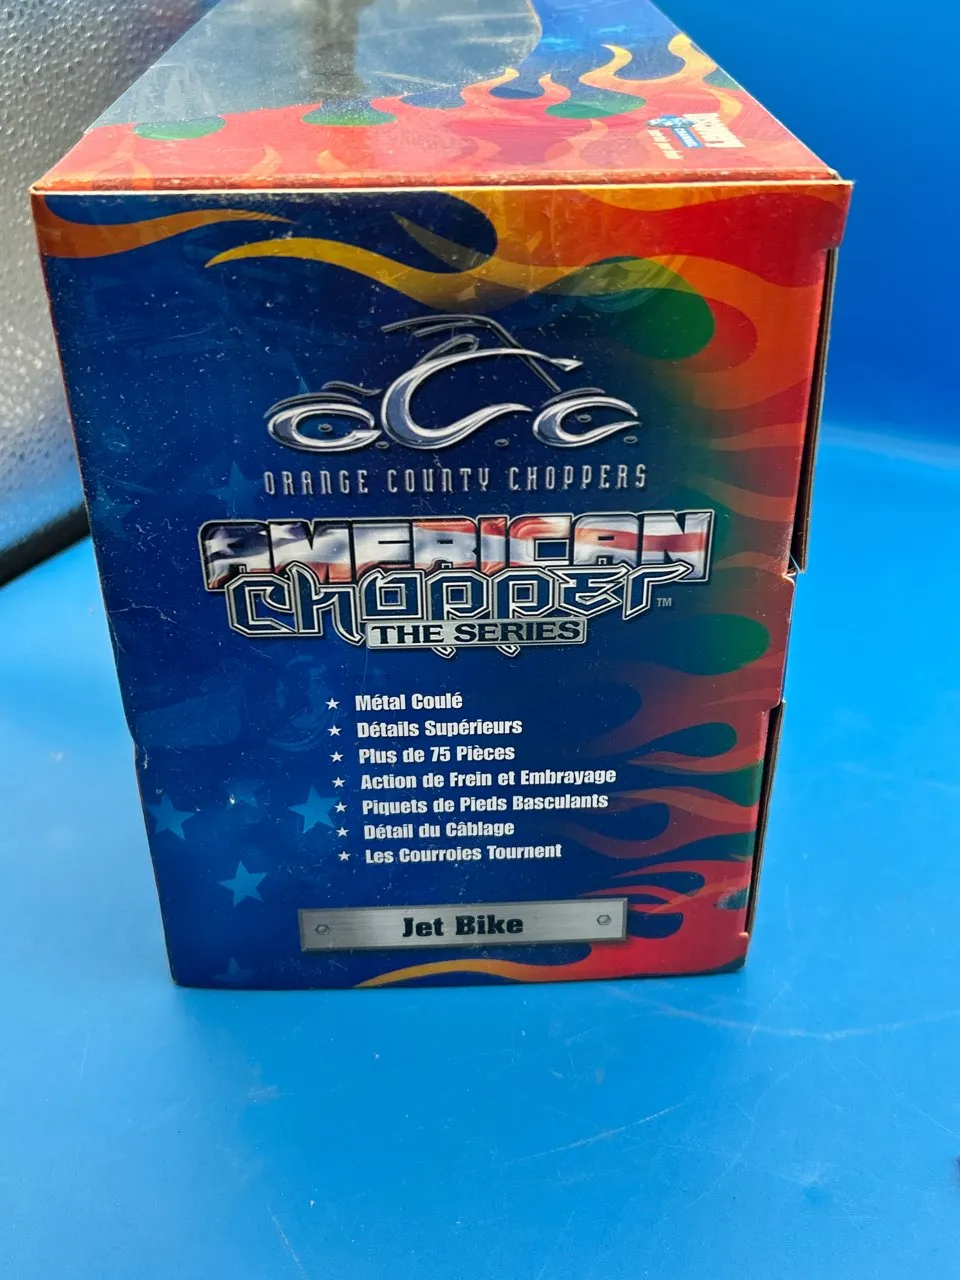 CHANNEL
O.C.C.
ORANGE COUNTY CHOPPERS
AMERICAN
Chopper™
THE SERIES
★ Métal Coulé
★ Détails Supérieurs
★ Plus de 75 Pièces
★ Action de Frein et Embrayage
★ Piquets de Pieds Basculants
★ Détail du Câblage
★ Les Courroies Tournent
Jet Bike